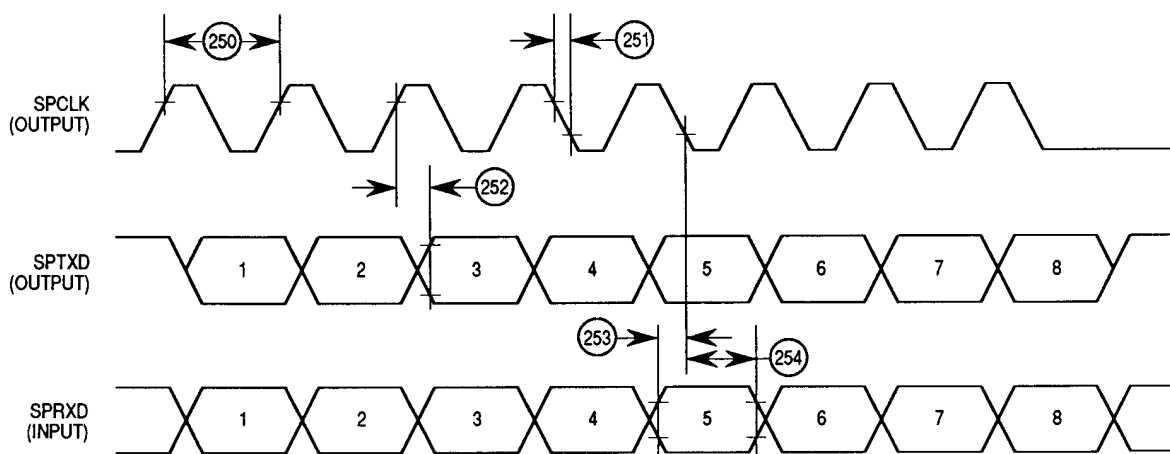 250
251
SPCLK
(OUTPUT)
252
SPTXD
(OUTPUT)
1 2 3 4 5 6 7 8
253
254
SPRXD
(INPUT)
1 2 3 4 5 6 7 8